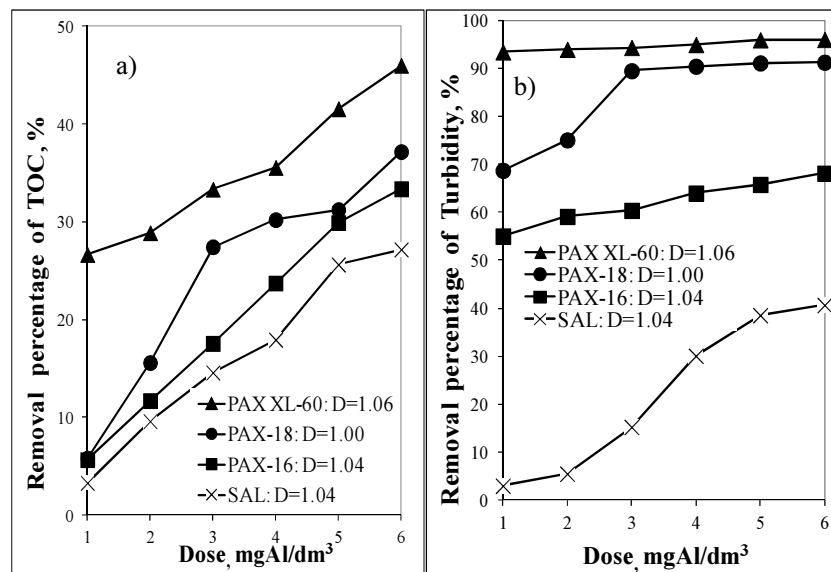 a)
Removal percentage of TOC, %
50
40
30
20
10
0
PAX XL-60: D=1.06
PAX-18: D=1.00
PAX-16: D=1.04
SAL: D=1.04
1 2 3 4 5 6
Dose, mgAl/dm³
b)
Removal percentage of Turbidity, %
100
90
80
70
60
50
40
30
20
10
0
PAX XL-60: D=1.06
PAX-18: D=1.00
PAX-16: D=1.04
SAL: D=1.04
1 2 3 4 5 6
Dose, mgAl/dm³